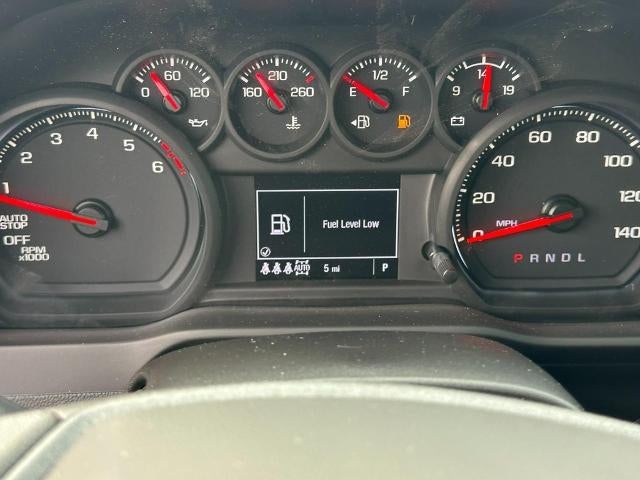 0 60 120
160 210 260
E 1/2 F
9 14 19
1 2 3 4 5 6
AUTO
STOP
OFF
RPM
x1000
Fuel Level Low
AUTO 5 mi P
0 20 40 60 80 100 120 140
MPH
P R N D L